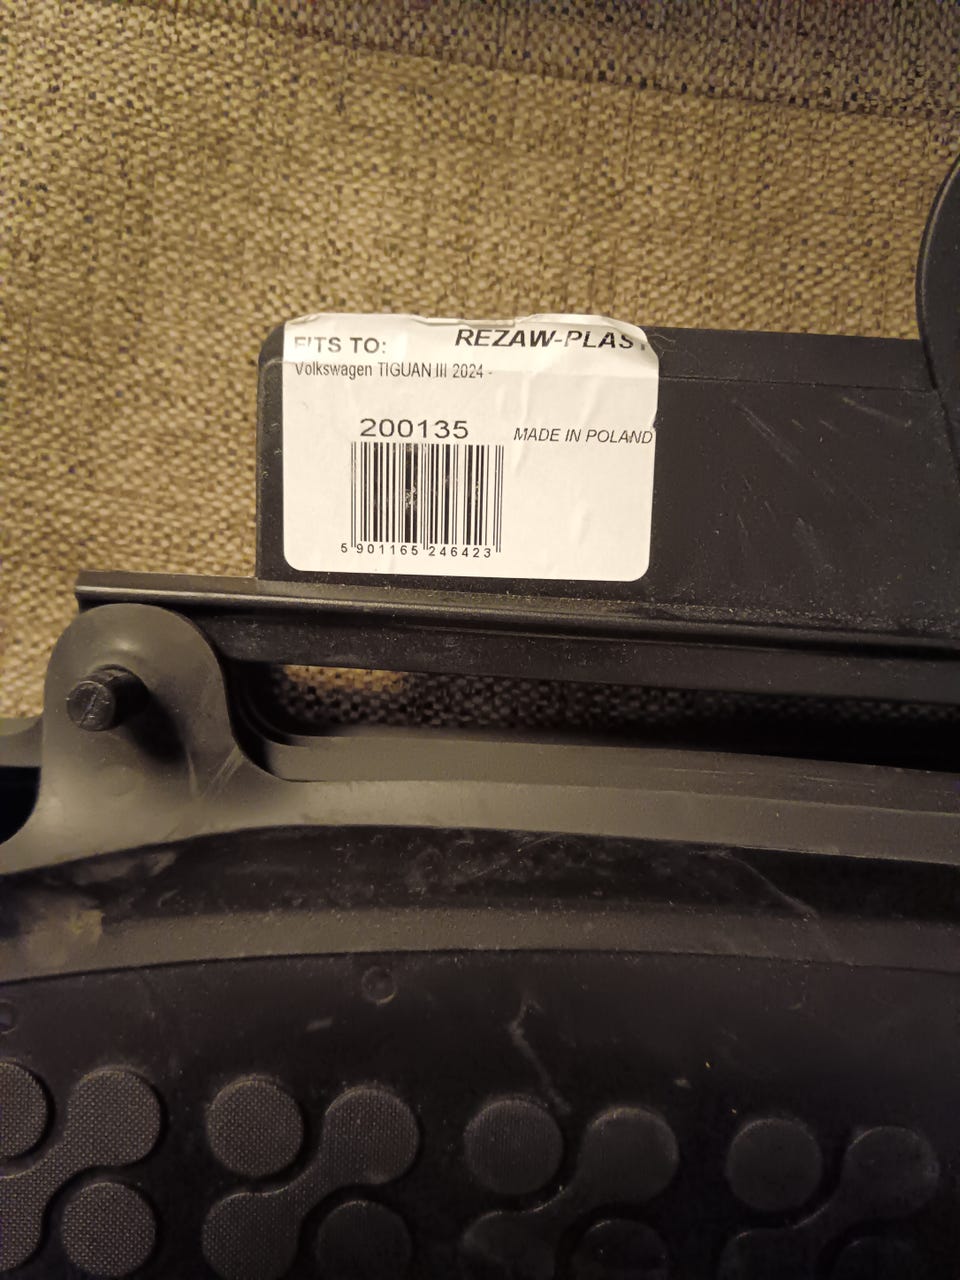 FITS TO:
REZAW-PLAST
Volkswagen TIGUAN III 2024 -
200135
MADE IN POLAND
5 901165 246423